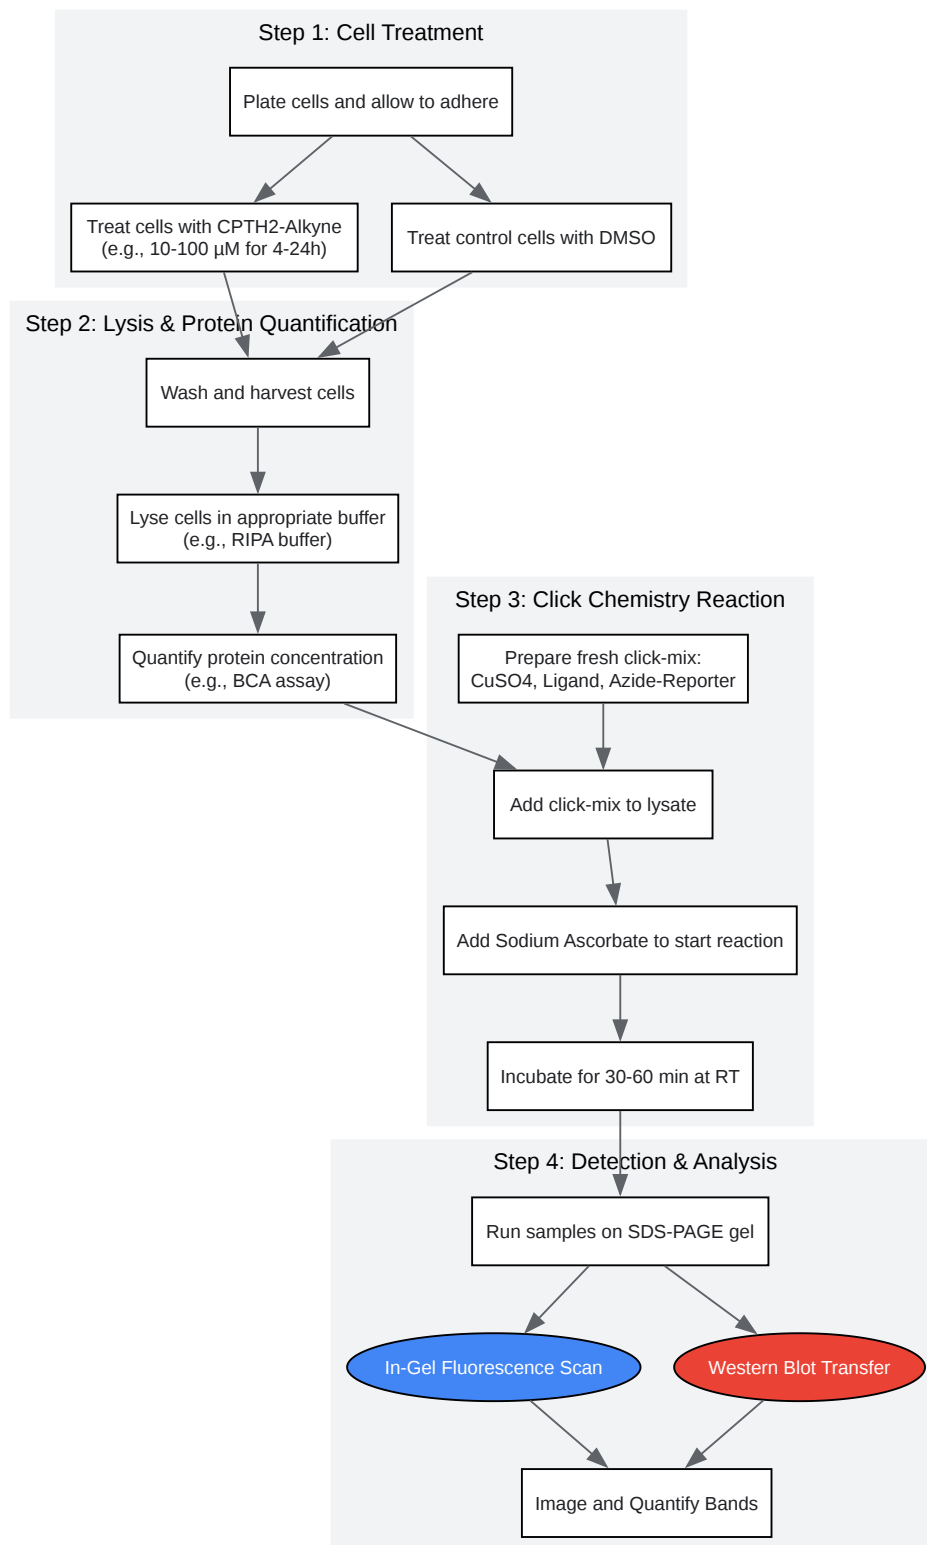 Step 1: Cell Treatment
Plate cells and allow to adhere
Treat cells with CPTH2-Alkyne
(e.g., 10-100 µM for 4-24h)
Treat control cells with DMSO
Step 2: Lysis & Protein Quantification
Wash and harvest cells
Lyse cells in appropriate buffer
(e.g., RIPA buffer)
Quantify protein concentration
(e.g., BCA assay)
Step 3: Click Chemistry Reaction
Prepare fresh click-mix:
CuSO4, Ligand, Azide-Reporter
Add click-mix to lysate
Add Sodium Ascorbate to start reaction
Incubate for 30-60 min at RT
Step 4: Detection & Analysis
Run samples on SDS-PAGE gel
In-Gel Fluorescence Scan
Western Blot Transfer
Image and Quantify Bands